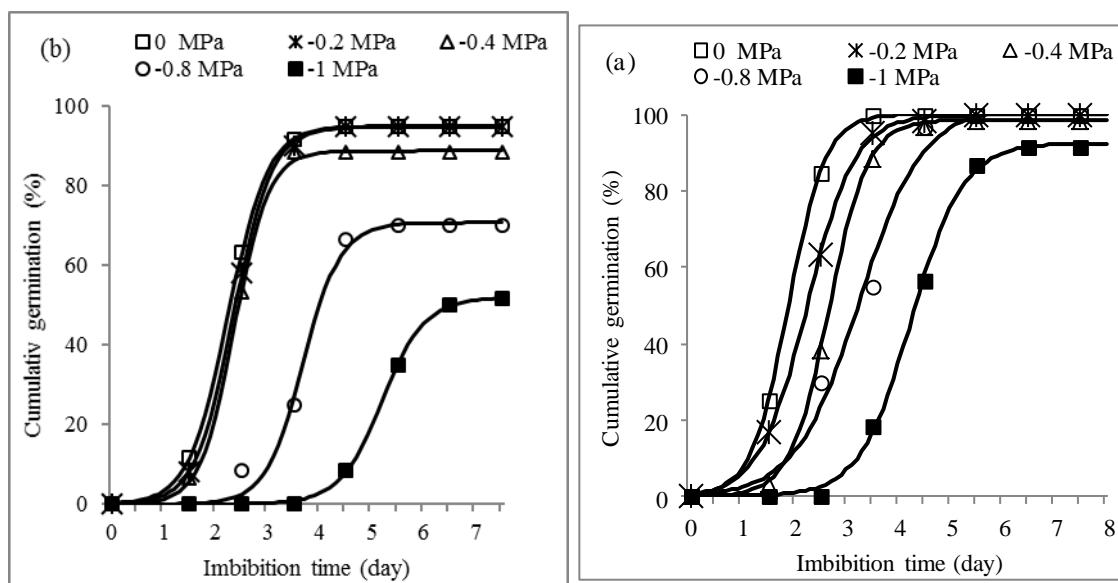 (b)
□ 0 MPa -0.2 MPa △ -0.4 MPa
○ -0.8 MPa ■ -1 MPa
100
80
60
40
20
0
Cumulativ germination (%)
0 1 2 3 4 5 6 7
Imbibition time (day)
(a)
□ 0 MPa -0.2 MPa △ -0.4 MPa
○ -0.8 MPa ■ -1 MPa
100
80
60
40
20
0
Cumulative germination (%)
0 1 2 3 4 5 6 7 8
Imbibition time (day)